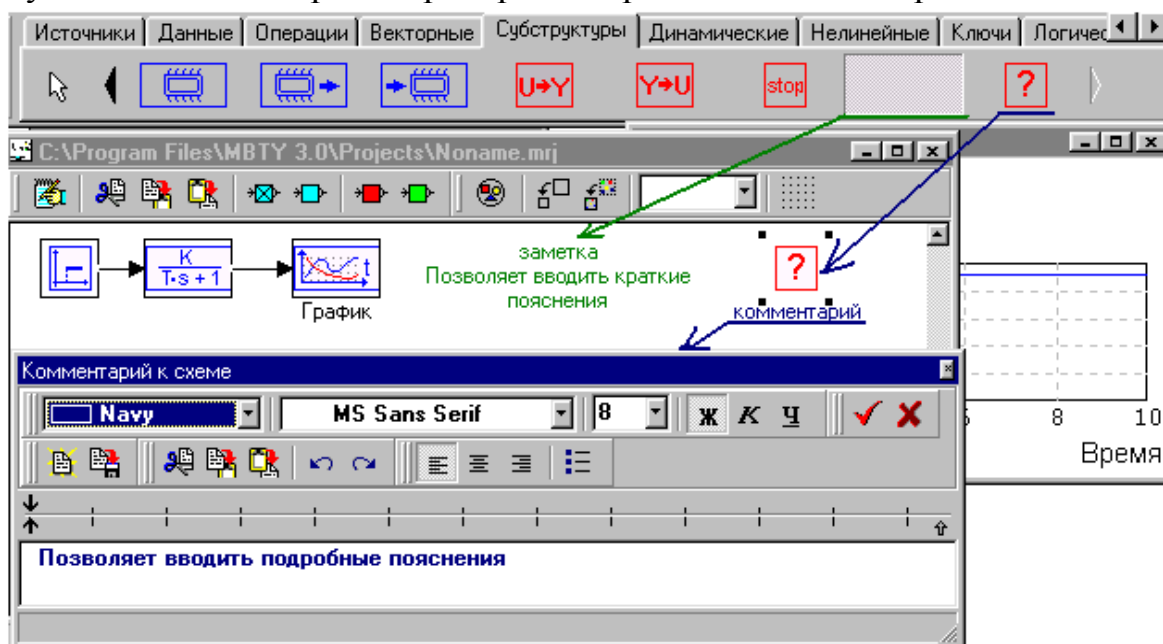 Источники Данные Операции Векторные Субструктуры Динамические Нелинейные Ключи Логичес
U→Y Y→U stop ?
C:\Program Files\MBTY 3.0\Projects\Noname.mrj
K
T·s + 1
t
График
заметка
Позволяет вводить краткие
пояснения
?
комментарий
Комментарий к схеме
Navy MS Sans Serif 8 Ж К Ч
8 10
Время
Позволяет вводить подробные пояснения